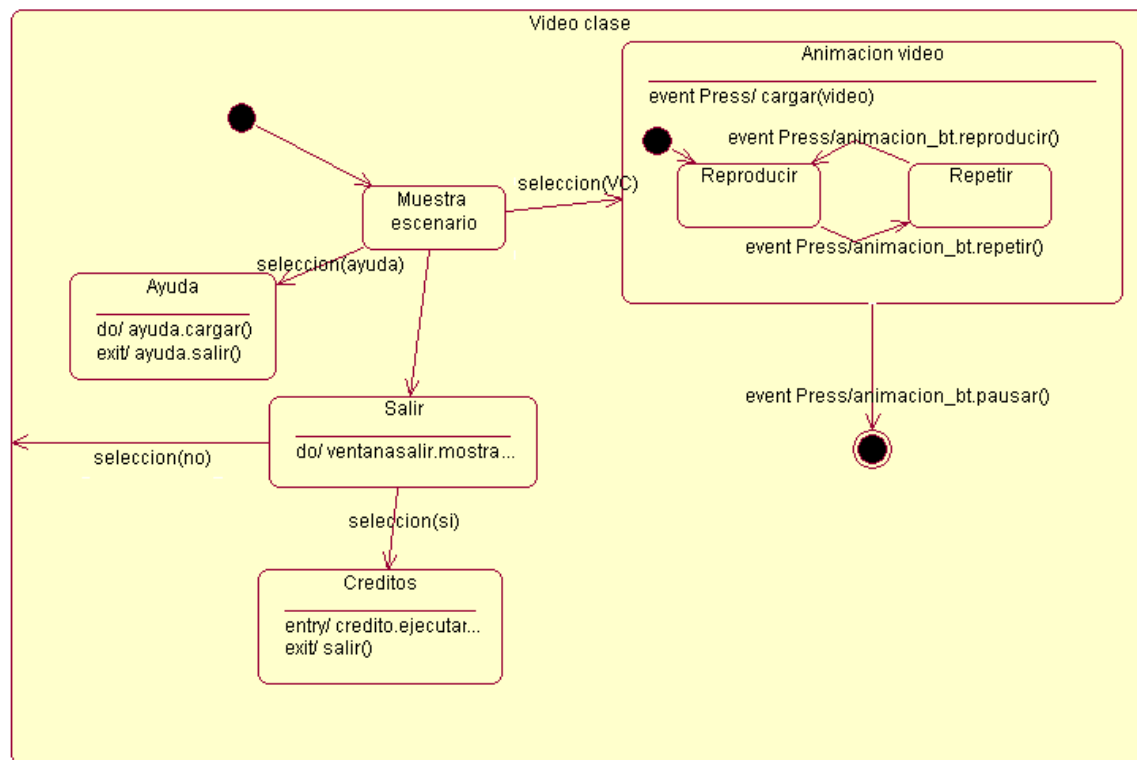 Video clase
Animacion video
event Press/ cargar(video)
event Press/animacion_bt.reproducir()
Reproducir
Repetir
event Press/animacion_bt.repetir()
seleccion(VC)
Muestra
escenario
seleccion(ayuda)
Ayuda
do/ ayuda.cargar()
exit/ ayuda.salir()
Salir
do/ ventanasalir.mostra...
event Press/animacion_bt.pausar()
seleccion(no)
seleccion(si)
Creditos
entry/ credito.ejecutar...
exit/ salir()